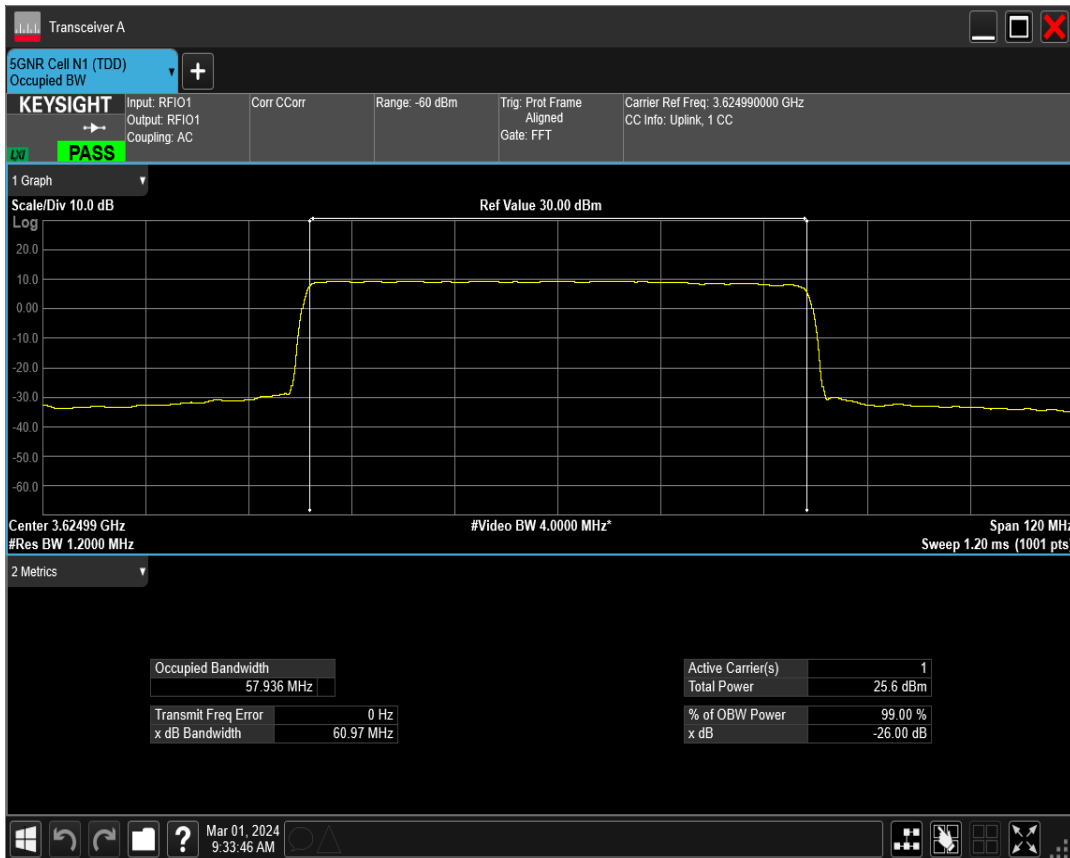 Transceiver A
5GNR Cell N1 (TDD)
Occupied BW
+
KEYSIGHT
LXI
PASS
Input: RFIO1
Output: RFIO1
Coupling: AC
Corr CCorr
Range: -60 dBm
Trig: Prot Frame
Aligned
Gate: FFT
Carrier Ref Freq: 3.624990000 GHz
CC Info: Uplink, 1 CC
1 Graph
Scale/Div 10.0 dB
Ref Value 30.00 dBm
Log
20.0
10.0
0.00
-10.0
-20.0
-30.0
-40.0
-50.0
-60.0
Center 3.62499 GHz
#Video BW 4.0000 MHz*
Span 120 MHz
#Res BW 1.2000 MHz
Sweep 1.20 ms (1001 pts)
2 Metrics
Occupied Bandwidth
57.936 MHz
Transmit Freq Error 0 Hz
x dB Bandwidth 60.97 MHz
Active Carrier(s) 1
Total Power 25.6 dBm
% of OBW Power 99.00 %
x dB -26.00 dB
?
Mar 01, 2024
9:33:46 AM